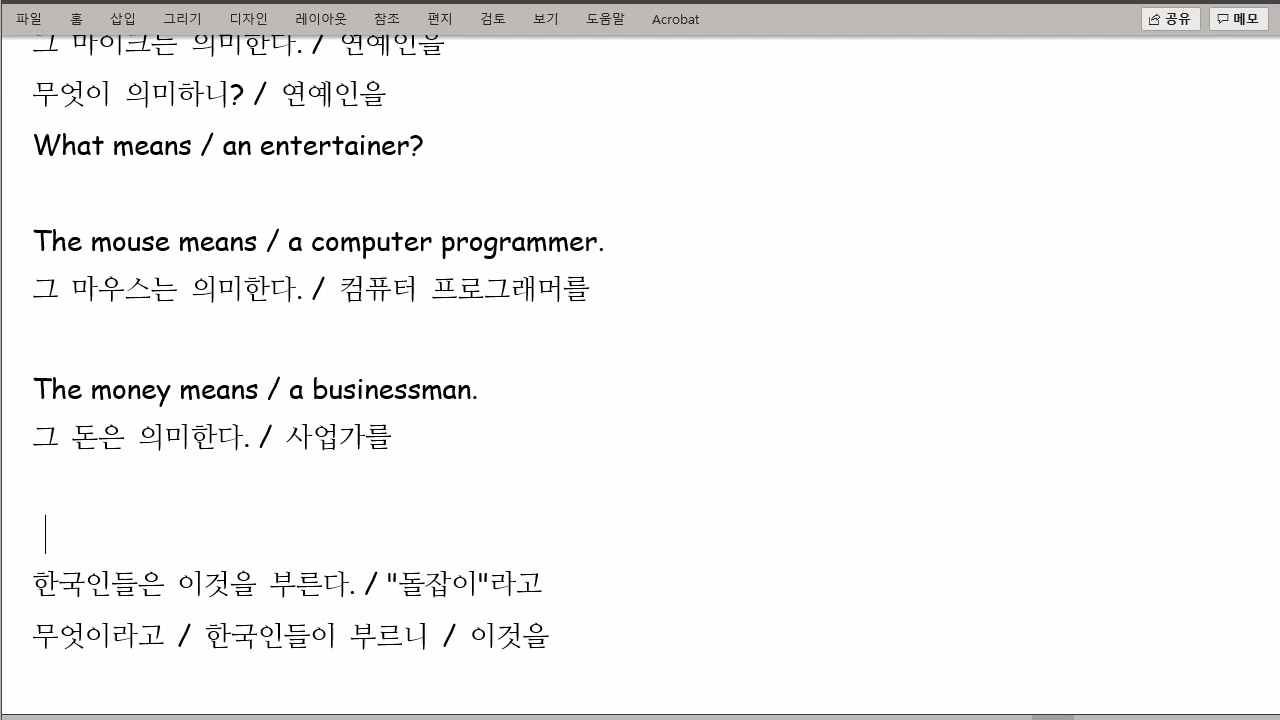 파일 홈 삽입 그리기 디자인 레이아웃 참조 편지 검토 보기 도움말 Acrobat 공유 메모
그 마이크는 의미한다. / 연예인을
무엇이 의미하니? / 연예인을
What means / an entertainer?
The mouse means / a computer programmer.
그 마우스는 의미한다. / 컴퓨터 프로그래머를
The money means / a businessman.
그 돈은 의미한다. / 사업가를
한국인들은 이것을 부른다. / "돌잡이"라고
무엇이라고 / 한국인들이 부르니 / 이것을